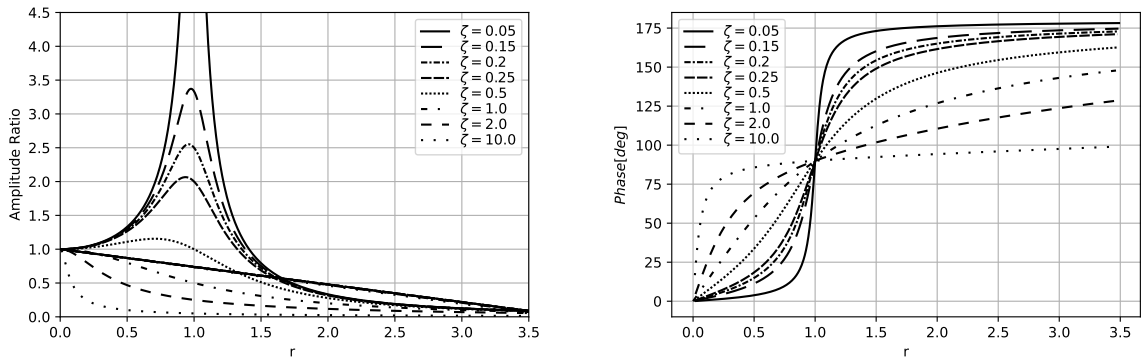 4.5
4.0
3.5
3.0
2.5
2.0
1.5
1.0
0.5
0.0
Amplitude Ratio
0.0 0.5 1.0 1.5 2.0 2.5 3.0 3.5
r
ζ = 0.05
ζ = 0.15
ζ = 0.2
ζ = 0.25
ζ = 0.5
ζ = 1.0
ζ = 2.0
ζ = 10.0
175
150
125
100
75
50
25
0
Phase[deg]
0.0 0.5 1.0 1.5 2.0 2.5 3.0 3.5
r
ζ = 0.05
ζ = 0.15
ζ = 0.2
ζ = 0.25
ζ = 0.5
ζ = 1.0
ζ = 2.0
ζ = 10.0